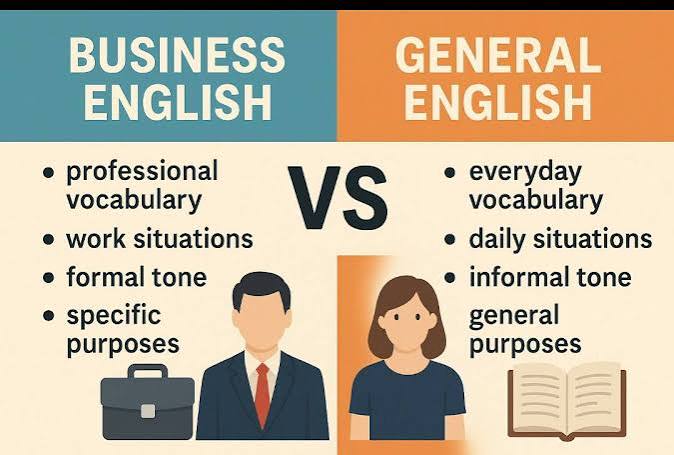 BUSINESS
ENGLISH
• professional
vocabulary
• work situations
• formal tone
• specific
purposes
VS
GENERAL
ENGLISH
• everyday
vocabulary
• daily situations
• informal tone
general
purposes